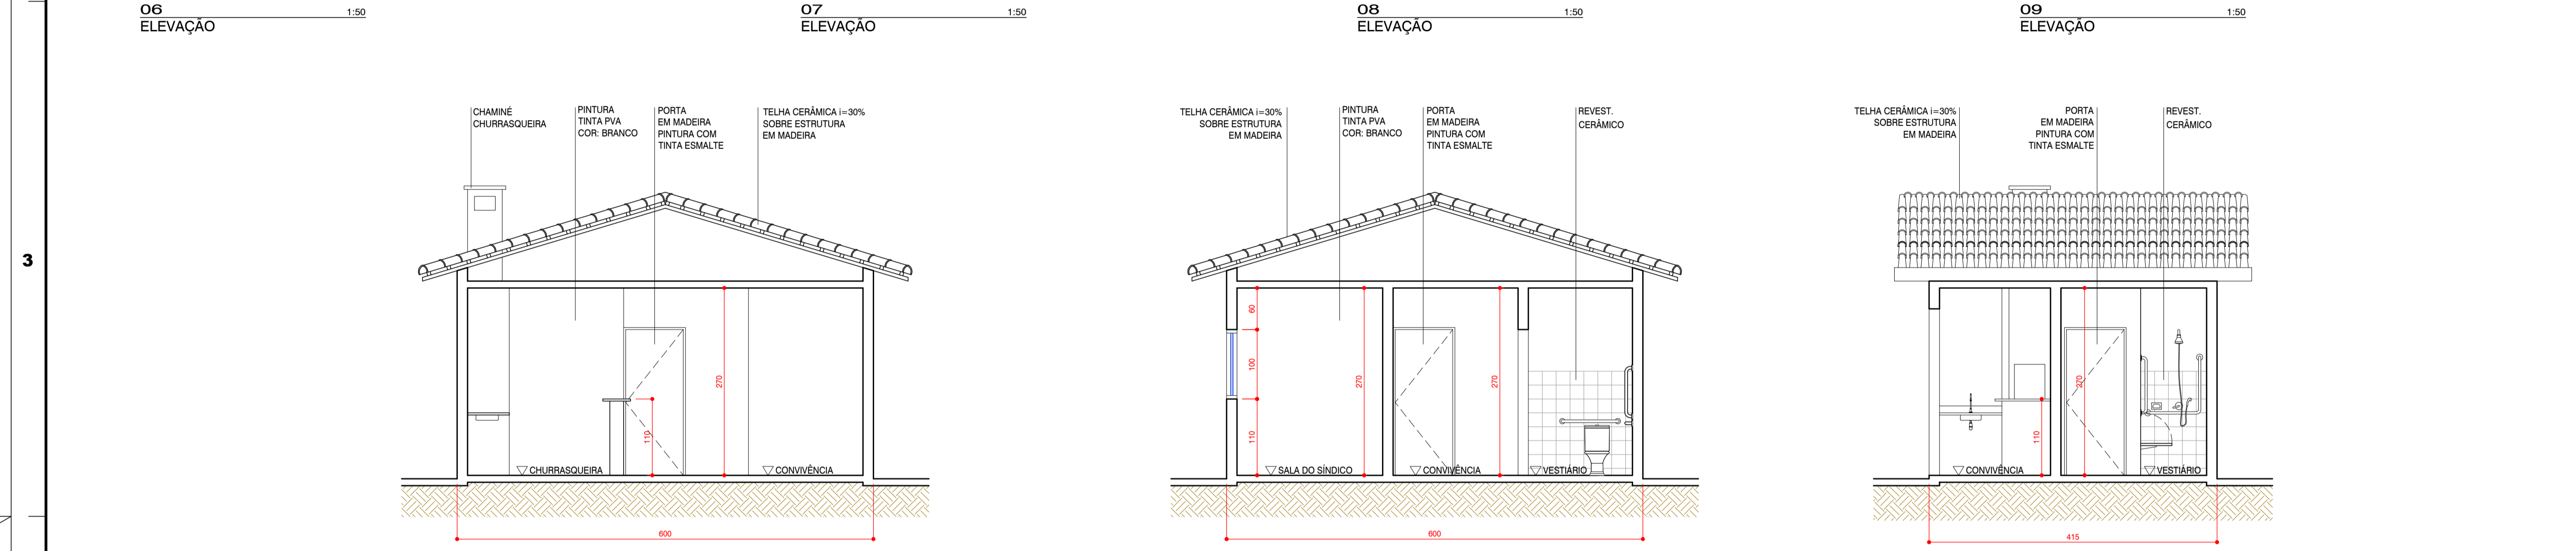 06 1:50
ELEVAÇÃO
07 1:50
ELEVAÇÃO
08 1:50
ELEVAÇÃO
09 1:50
ELEVAÇÃO
3
CHAMINÉ
CHURRASQUEIRA
PINTURA
TINTA PVA
COR: BRANCO
PORTA
EM MADEIRA
PINTURA COM
TINTA ESMALTE
TELHA CERÂMICA i=30%
SOBRE ESTRUTURA
EM MADEIRA
270
110
CHURRASQUEIRA
CONVIVÊNCIA
600
TELHA CERÂMICA i=30%
SOBRE ESTRUTURA
EM MADEIRA
PINTURA
TINTA PVA
COR: BRANCO
PORTA
EM MADEIRA
PINTURA COM
TINTA ESMALTE
REVEST.
CERÂMICO
60
100
110
270
270
SALA DO SÍNDICO
CONVIVÊNCIA
VESTIÁRIO
600
TELHA CERÂMICA i=30%
SOBRE ESTRUTURA
EM MADEIRA
PORTA
EM MADEIRA
PINTURA COM
TINTA ESMALTE
REVEST.
CERÂMICO
270
110
CONVIVÊNCIA
VESTIÁRIO
415